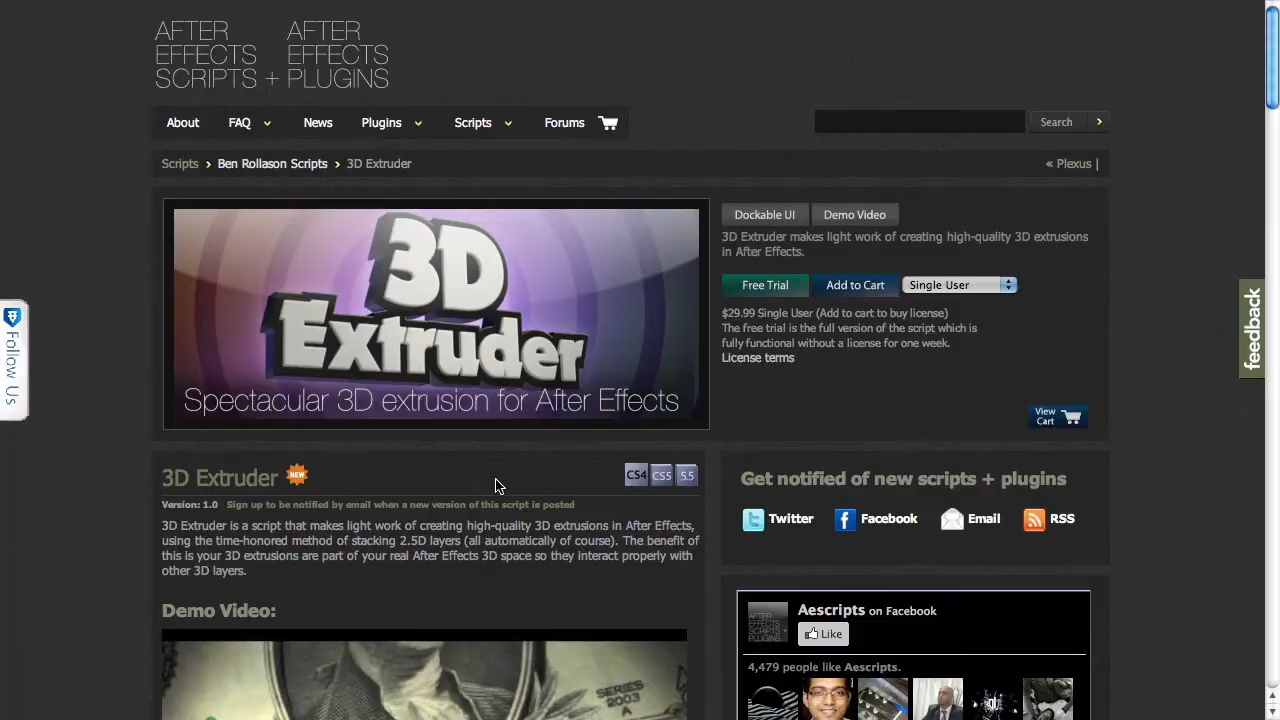 AFTER AFTER
EFFECTS EFFECTS
SCRIPTS + PLUGINS
About FAQ News Plugins Scripts Forums
Search
Scripts Ben Rollason Scripts 3D Extruder
« Plexus |
3D
Extruder
Spectacular 3D extrusion for After Effects
Dockable UI Demo Video
3D Extruder makes light work of creating high-quality 3D extrusions
in After Effects.
Free Trial Add to Cart Single User
$29.99 Single User (Add to cart to buy license)
The free trial is the full version of the script which is
fully functional without a license for one week.
License terms
View
Cart
Follow Us
feedback
3D Extruder NEW CS4 CS5 5.5
Version: 1.0 Sign up to be notified by email when a new version of this script is posted
3D Extruder is a script that makes light work of creating high-quality 3D extrusions in After Effects,
using the time-honored method of stacking 2.5D layers (all automatically of course). The benefit of
this is your 3D extrusions are part of your real After Effects 3D space so they interact properly with
other 3D layers.
Demo Video:
SERIES
2003
A
Get notified of new scripts + plugins
Twitter Facebook Email RSS
AFTER
EFFECTS
SCRIPTS +
PLUGINS
Aescripts on Facebook
Like
4,479 people like Aescripts.